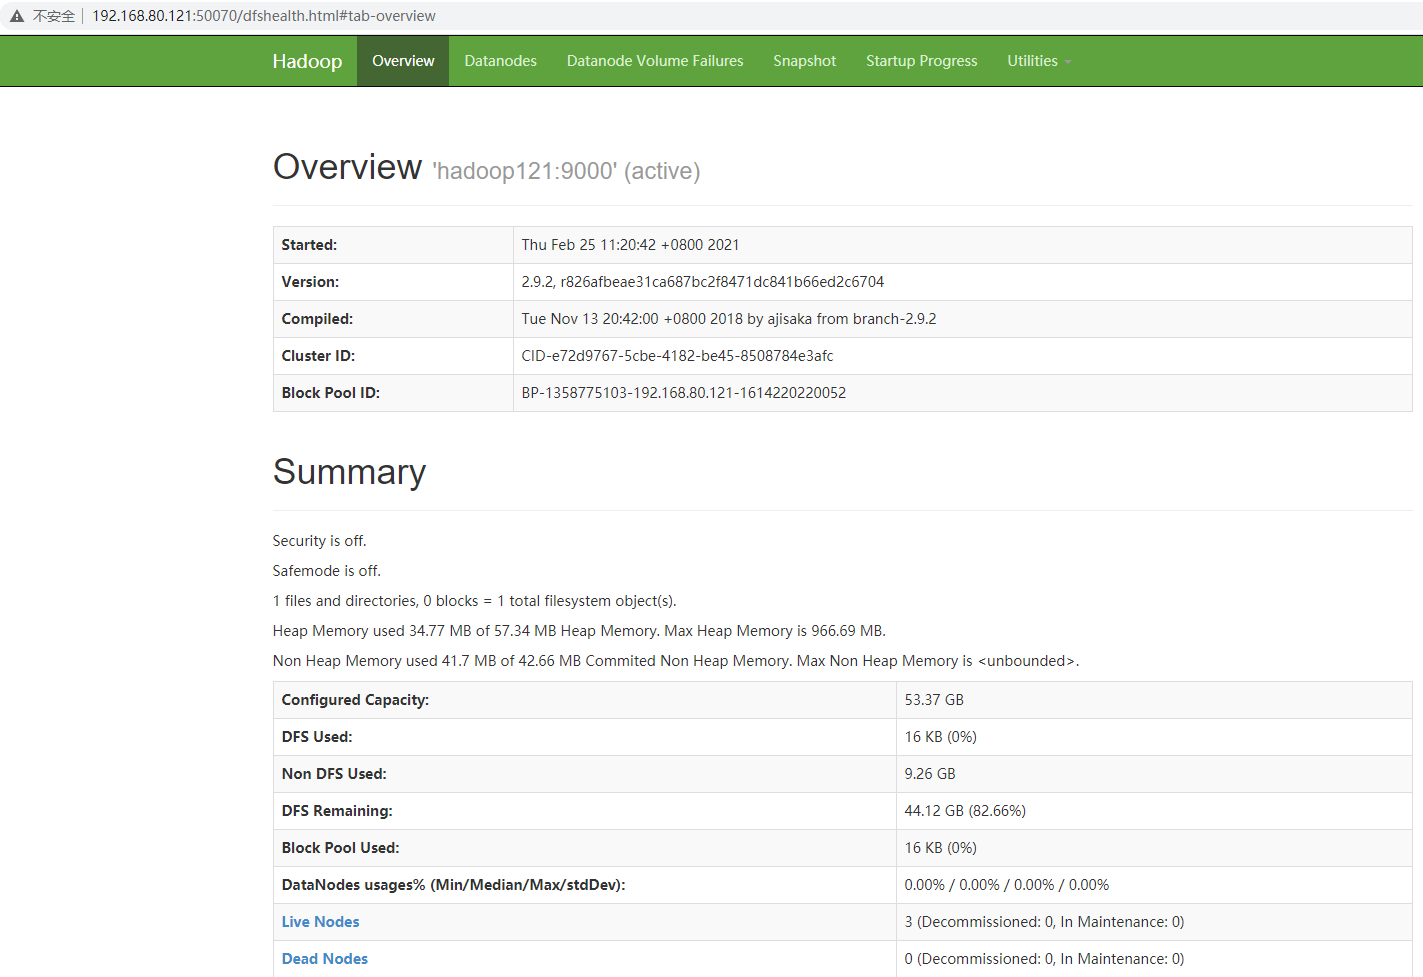 不安全 192.168.80.121:50070/dfshealth.html#tab-overview
Hadoop Overview Datanodes Datanode Volume Failures Snapshot Startup Progress Utilities
Overview 'hadoop121:9000' (active)
Started: Thu Feb 25 11:20:42 +0800 2021
Version: 2.9.2, r826afbeae31ca687bc2f8471dc841b66ed2c6704
Compiled: Tue Nov 13 20:42:00 +0800 2018 by ajisaka from branch-2.9.2
Cluster ID: CID-e72d9767-5cbe-4182-be45-8508784e3afc
Block Pool ID: BP-1358775103-192.168.80.121-1614220220052
Summary
Security is off.
Safemode is off.
1 files and directories, 0 blocks = 1 total filesystem object(s).
Heap Memory used 34.77 MB of 57.34 MB Heap Memory. Max Heap Memory is 966.69 MB.
Non Heap Memory used 41.7 MB of 42.66 MB Commited Non Heap Memory. Max Non Heap Memory is <unbounded>.
Configured Capacity: 53.37 GB
DFS Used: 16 KB (0%)
Non DFS Used: 9.26 GB
DFS Remaining: 44.12 GB (82.66%)
Block Pool Used: 16 KB (0%)
DataNodes usages% (Min/Median/Max/stdDev): 0.00% / 0.00% / 0.00% / 0.00%
Live Nodes 3 (Decommissioned: 0, In Maintenance: 0)
Dead Nodes 0 (Decommissioned: 0, In Maintenance: 0)